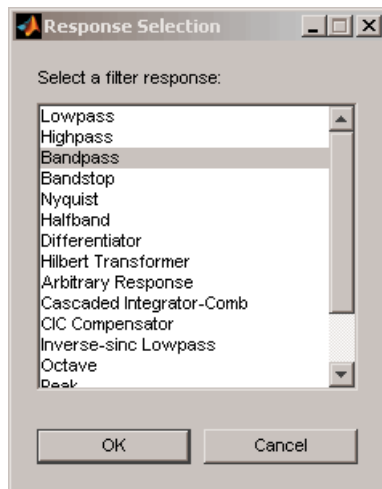 Response Selection
Select a filter response:
Lowpass
Highpass
Bandpass
Bandstop
Nyquist
Halfband
Differentiator
Hilbert Transformer
Arbitrary Response
Cascaded Integrator-Comb
CIC Compensator
Inverse-sinc Lowpass
Octave
Peak
OK Cancel